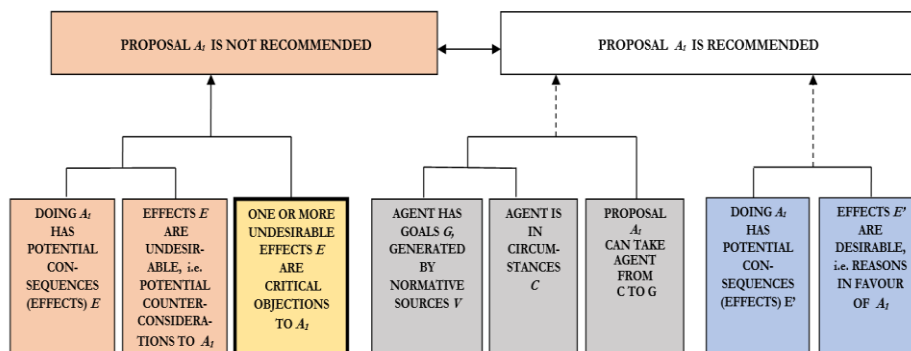 PROPOSAL A₁ IS NOT RECOMMENDED
PROPOSAL A₁ IS RECOMMENDED
DOING A₁
HAS
POTENTIAL
CON-
SEQUENCES
(EFFECTS) E
EFFECTS E
ARE
UNDESIR-
ABLE, i.e.
POTENTIAL
COUNTER-
CONSIDERA-
TIONS TO A₁
ONE OR MORE
UNDESIRABLE
EFFECTS E
ARE
CRITICAL
OBJECTIONS
TO A₁
AGENT HAS
GOALS G,
GENERATED
BY
NORMATIVE
SOURCES V
AGENT IS
IN
CIRCUM-
STANCES
C
PROPOSAL
A₁
CAN TAKE
AGENT
FROM
C TO G
DOING A₁
HAS
POTENTIAL
CON-
SEQUENCES
(EFFECTS) E'
EFFECTS E'
ARE
DESIRABLE,
i.e. REASONS
IN FAVOUR
OF A₁